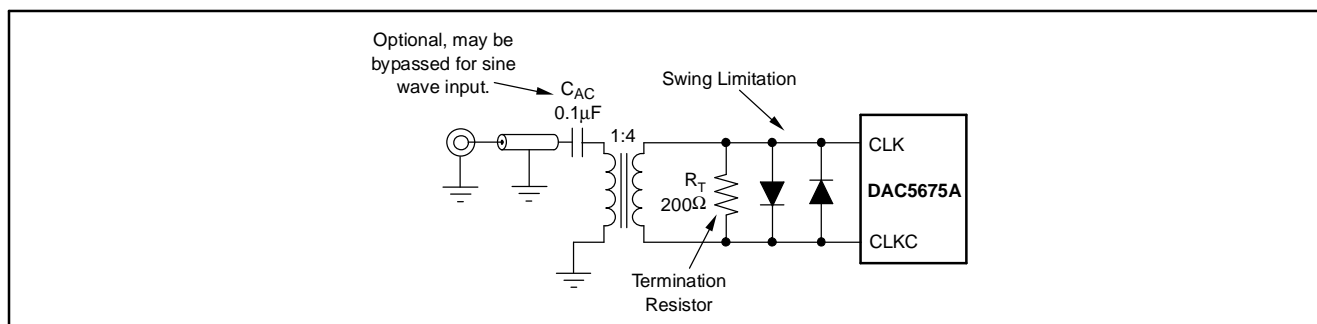 Optional, may be
bypassed for sine
wave input.
C_AC
0.1µF
1:4
Swing Limitation
R_T
200Ω
Termination
Resistor
CLK
DAC5675A
CLKC